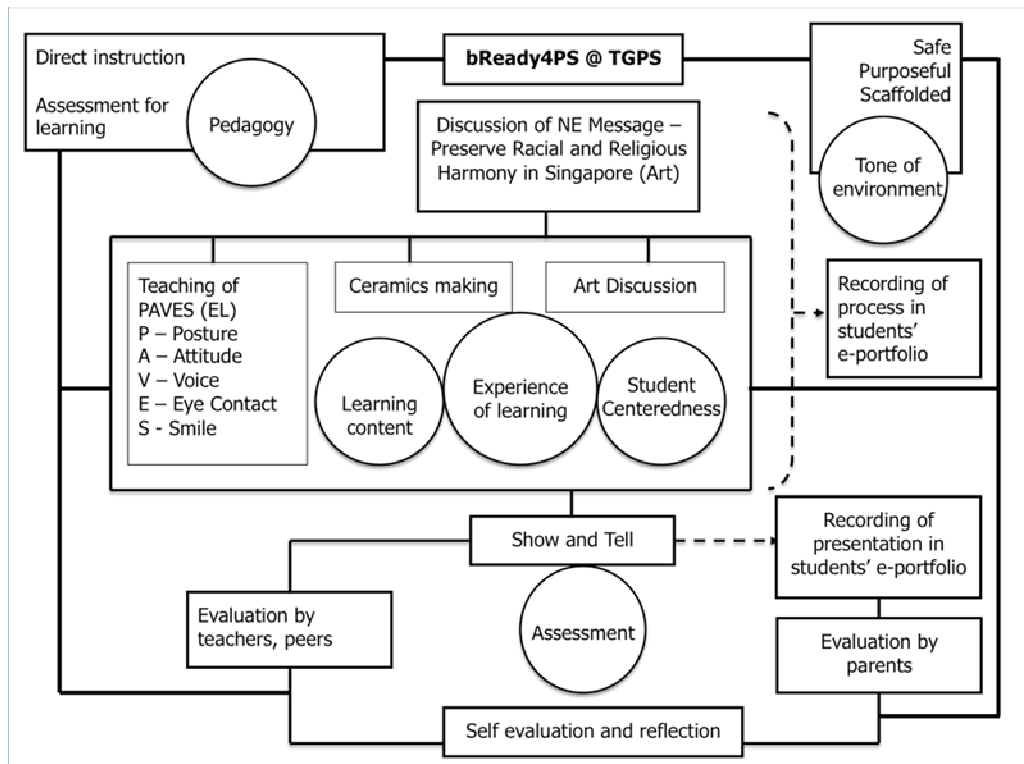 Direct instruction
Assessment for
learning
Pedagogy
bReady4PS @ TGPS
Safe
Purposeful
Scaffolded
Tone of
environment
Discussion of NE Message –
Preserve Racial and Religious
Harmony in Singapore (Art)
Teaching of
PAVES (EL)
P – Posture
A – Attitude
V – Voice
E – Eye Contact
S - Smile
Ceramics making
Art Discussion
Learning
content
Experience
of learning
Student
Centeredness
Recording of
process in
students’
e-portfolio
Show and Tell
Recording of
presentation in
students’ e-portfolio
Assessment
Evaluation by
teachers, peers
Evaluation by
parents
Self evaluation and reflection